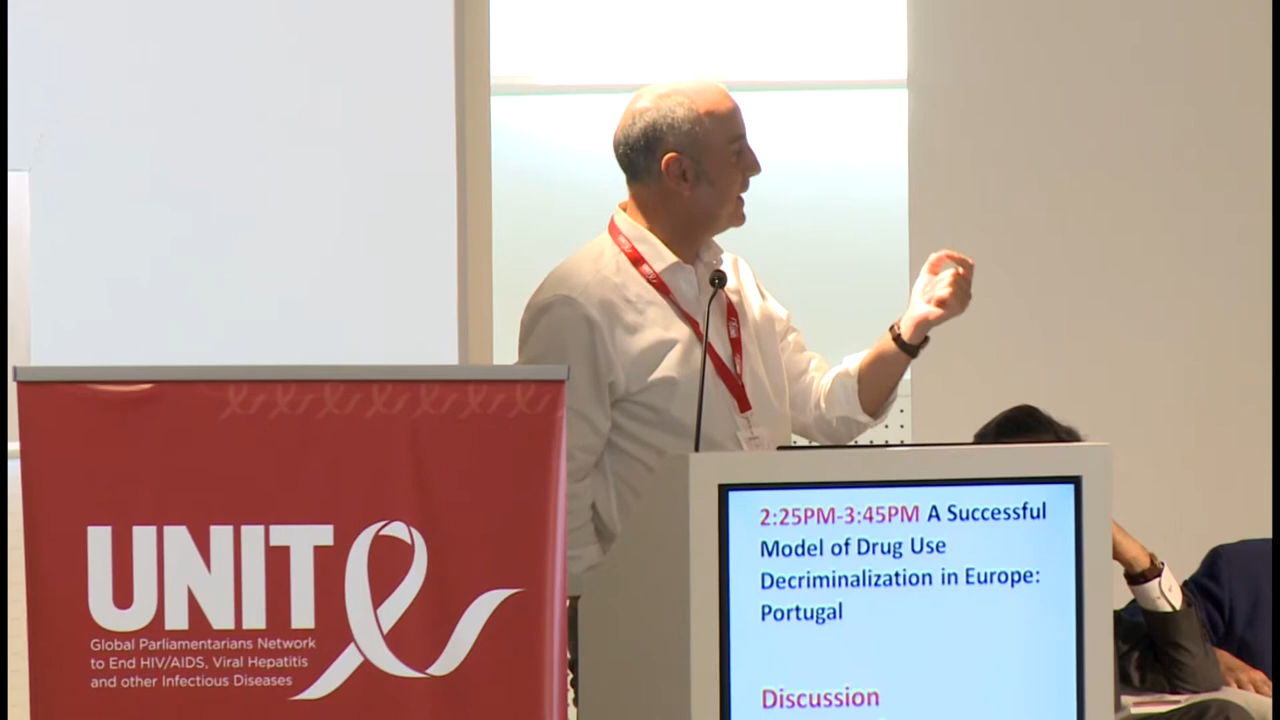 UNITe
Global Parliamentarians Network
to End HIV/AIDS, Viral Hepatitis
and other Infectious Diseases
2:25PM-3:45PM A Successful
Model of Drug Use
Decriminalization in Europe:
Portugal
Discussion